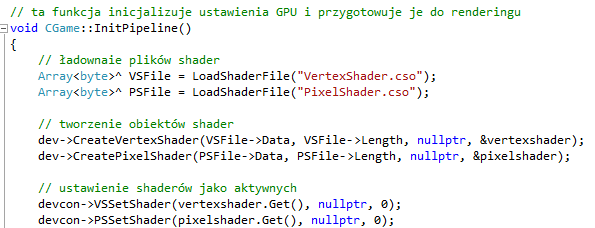 // ta funkcja inicjalizuje ustawienia GPU i przygotowuje je do renderingu
void CGame::InitPipeline()
{
// ładownaie plików shader
Array<byte>^ VSFile = LoadShaderFile("VertexShader.cso");
Array<byte>^ PSFile = LoadShaderFile("PixelShader.cso");
// tworzenie obiektów shader
dev->CreateVertexShader(VSFile->Data, VSFile->Length, nullptr, &vertexshader);
dev->CreatePixelShader(PSFile->Data, PSFile->Length, nullptr, &pixelshader);
// ustawienie shaderów jako aktywnych
devcon->VSSetShader(vertexshader.Get(), nullptr, 0);
devcon->PSSetShader(pixelshader.Get(), nullptr, 0);